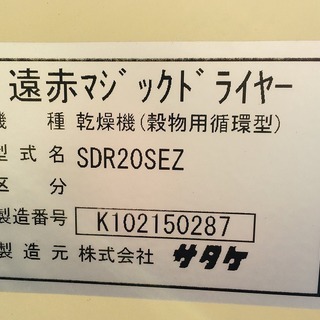 遠赤ﾏｼﾞｯｸﾄﾞﾗｲﾔｰ
機 種 乾燥機(穀物用循環型)
型 式 名 SDR20SEZ
区 分
製造番号 K102150287
製 造 元 株式会社 サタケ